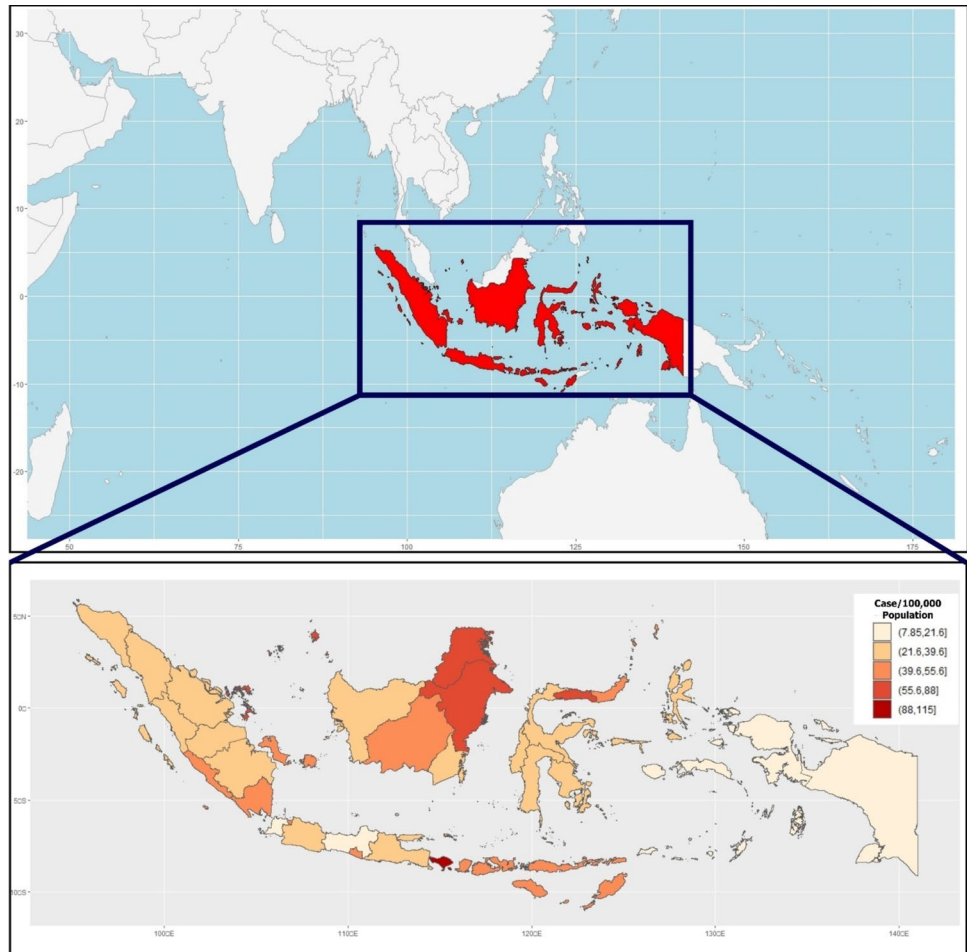 30
20
10
0
-10
-20
50
75
100
125
150
175
Case/100,000
Population
(7.85,21.6]
(21.6,39.6]
(39.6,55.6]
(55.6,88]
(88,115]
5▯N
0▯
5▯S
10▯S
100▯E
110▯E
120▯E
130▯E
140▯E